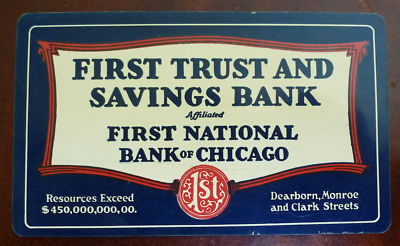 FIRST TRUST AND
SAVINGS BANK
Affiliated
FIRST NATIONAL
BANK OF CHICAGO
1st
Resources Exceed
$450,000,000,00.
Dearborn, Monroe
and Clark Streets